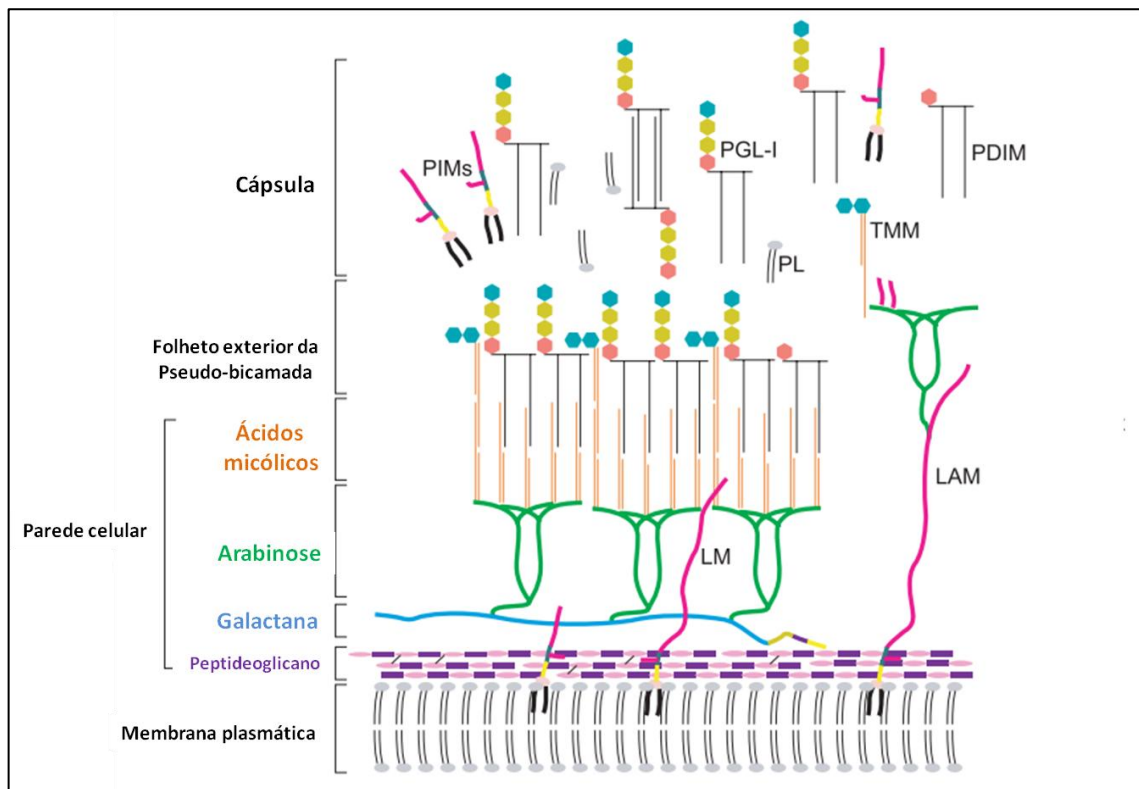 PIMs
PGL-I
PDIM
Cápsula
TMM
PL
Folheto exterior da
Pseudo-bicamada
Ácidos
micólicos
LAM
Parede celular
Arabinose
LM
Galactana
Peptideoglicano
Membrana plasmática